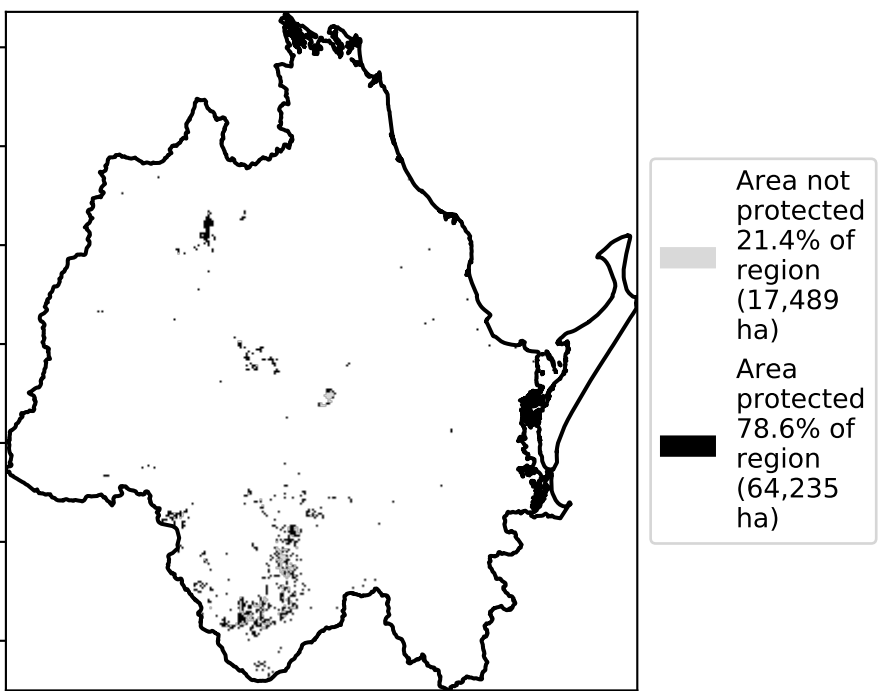 Area not
protected
21.4% of
region
(17,489
ha)
Area
protected
78.6% of
region
(64,235
ha)